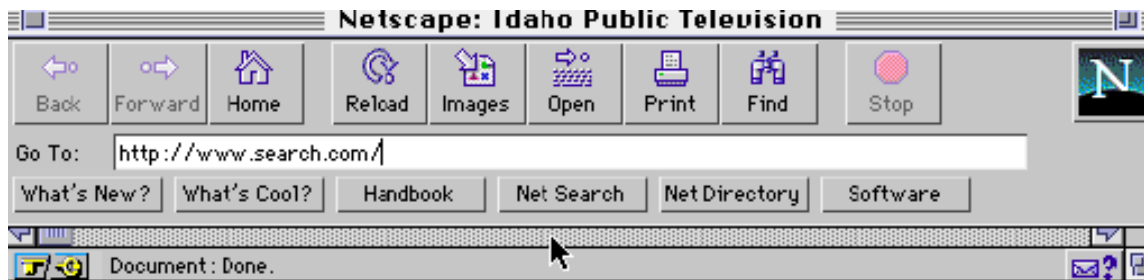 Netscape: Idaho Public Television
Back Forward Home Reload Images Open Print Find Stop N
Go To: http://www.search.com/
What's New? What's Cool? Handbook Net Search Net Directory Software
Document: Done. ?